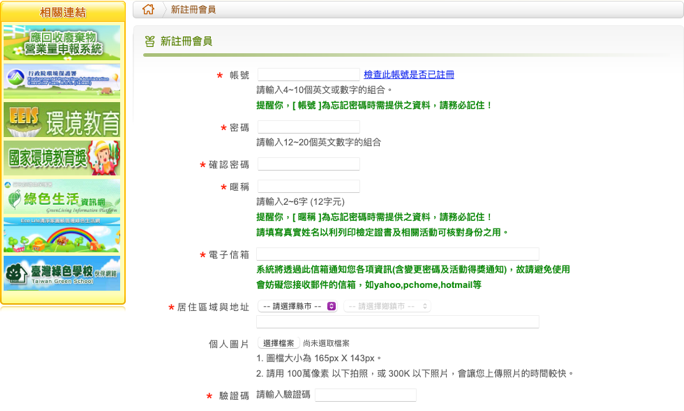 相關連結
應回收廢棄物
營業量申報系統
行政院環境保護署
EEIS 環境教育
國家環境教育獎
綠色生活 資訊網
GreenLiving Information Platform
臺灣綠色學校
Taiwan Green School
新註冊會員
新註冊會員
* 帳號 檢查此帳號是否已註冊
請輸入4~10個英文或數字的組合。
提醒你，[ 帳號 ]為忘記密碼時需提供之資料，請務必記住！
* 密碼
請輸入12~20個英文數字的組合
* 確認密碼
* 暱稱
請輸入2~6字 (12字元)
提醒你，[ 暱稱 ]為忘記密碼時需提供之資料，請務必記住！
請填寫真實姓名以利列印檢定證書及相關活動可核對身份之用。
* 電子信箱
系統將透過此信箱通知您各項資訊(含變更密碼及活動得獎通知)，故請避免使用
會妨礙您接收郵件的信箱，如yahoo,pchome,hotmail等
* 居住區域與地址 -- 請選擇縣市 -- -- 請選擇鄉鎮市 --
個人圖片 選擇檔案 尚未選取檔案
1. 圖檔大小為 165px X 143px。
2. 請用 100萬像素 以下拍照，或 300K 以下照片，會讓您上傳照片的時間較快。
* 驗證碼 請輸入驗證碼